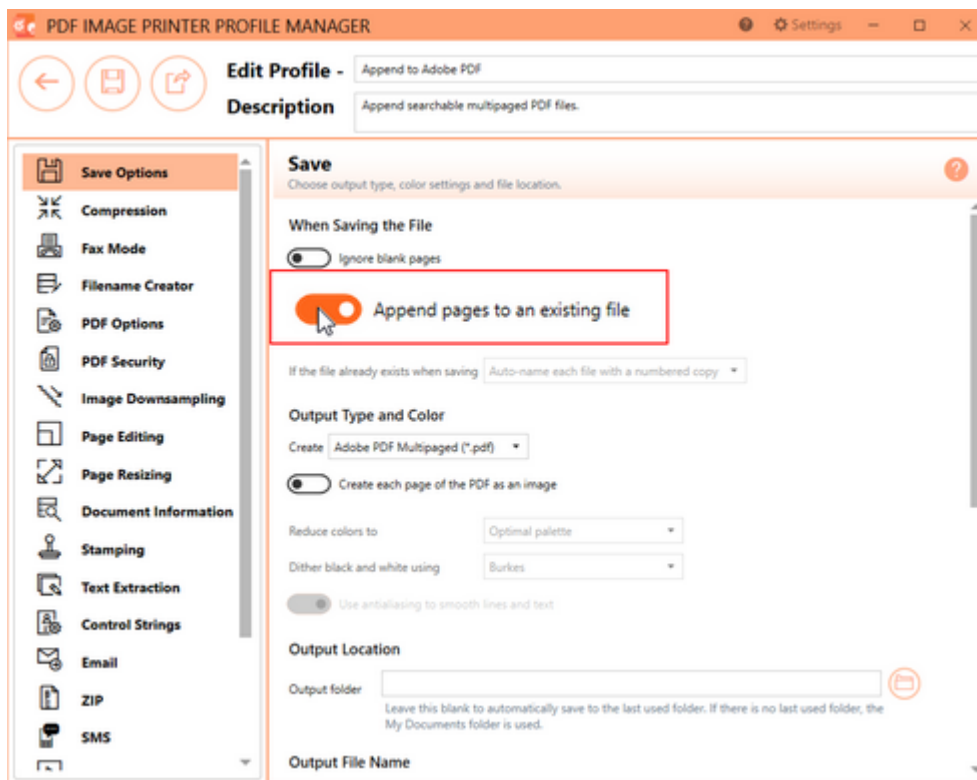 PDF IMAGE PRINTER PROFILE MANAGER
Settings
Edit Profile - Append to Adobe PDF
Description Append searchable multipaged PDF files.
Save Options
Compression
Fax Mode
Filename Creator
PDF Options
PDF Security
Image Downsampling
Page Editing
Page Resizing
Document Information
Stamping
Text Extraction
Control Strings
Email
ZIP
SMS
Save
Choose output type, color settings and file location.
When Saving the File
Ignore blank pages
Append pages to an existing file
If the file already exists when saving Auto-name each file with a numbered copy
Output Type and Color
Create Adobe PDF Multipaged (*.pdf)
Create each page of the PDF as an image
Reduce colors to Optimal palette
Dither black and white using Burkes
Use antialiasing to smooth lines and text
Output Location
Output folder
Leave this blank to automatically save to the last used folder. If there is no last used folder, the
My Documents folder is used.
Output File Name